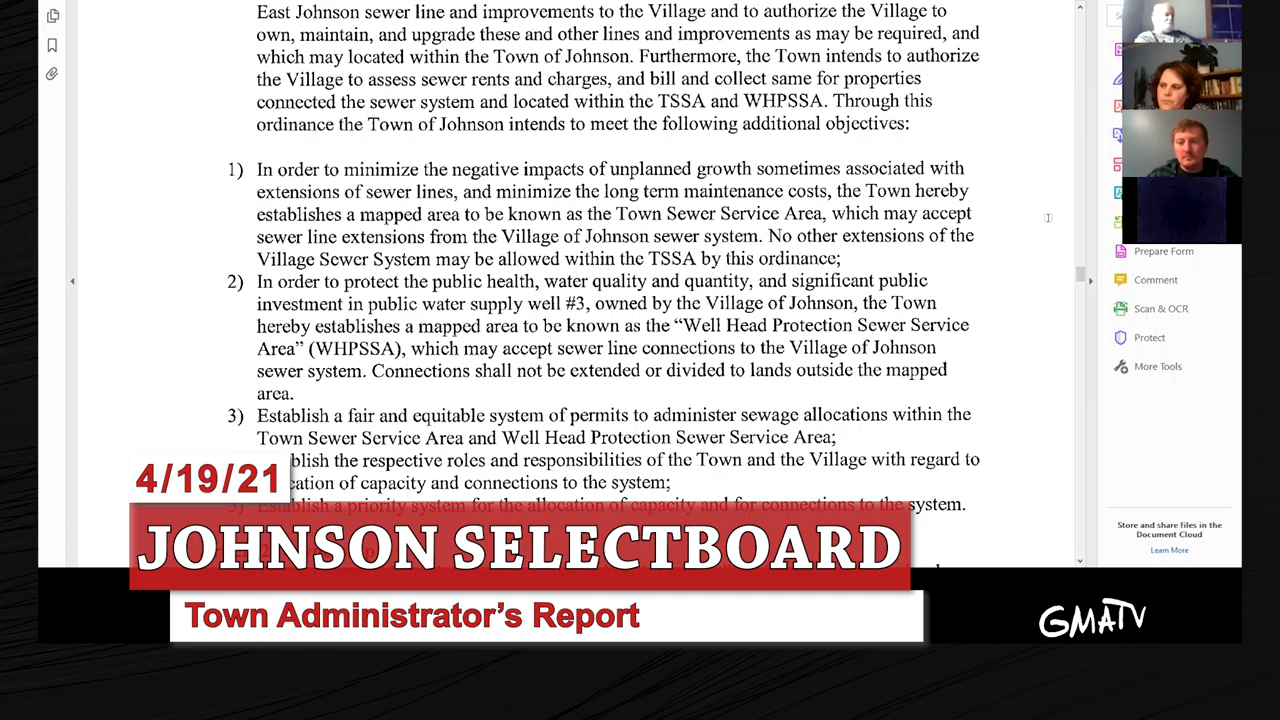 East Johnson sewer line and improvements to the Village and to authorize the Village to
own, maintain, and upgrade these and other lines and improvements as may be required, and
which may located within the Town of Johnson. Furthermore, the Town intends to authorize
the Village to assess sewer rents and charges, and bill and collect same for properties
connected the sewer system and located within the TSSA and WHPSSA. Through this
ordinance the Town of Johnson intends to meet the following additional objectives:
1) In order to minimize the negative impacts of unplanned growth sometimes associated with
extensions of sewer lines, and minimize the long term maintenance costs, the Town hereby
establishes a mapped area to be known as the Town Sewer Service Area, which may accept
sewer line extensions from the Village of Johnson sewer system. No other extensions of the
Village Sewer System may be allowed within the TSSA by this ordinance;
2) In order to protect the public health, water quality and quantity, and significant public
investment in public water supply well #3, owned by the Village of Johnson, the Town
hereby establishes a mapped area to be known as the “Well Head Protection Sewer Service
Area” (WHPSSA), which may accept sewer line connections to the Village of Johnson
sewer system. Connections shall not be extended or divided to lands outside the mapped
area.
3) Establish a fair and equitable system of permits to administer sewage allocations within the
Town Sewer Service Area and Well Head Protection Sewer Service Area;
blish the respective roles and responsibilities of the Town and the Village with regard to
cation of capacity and connections to the system;
Establish a priority system for the allocation of capacity and for connections to the system.
4/19/21
JOHNSON SELECTBOARD
Town Administrator’s Report
GMATV
Prepare Form
Comment
Scan & OCR
Protect
More Tools
Store and share files in the
Document Cloud
Learn More